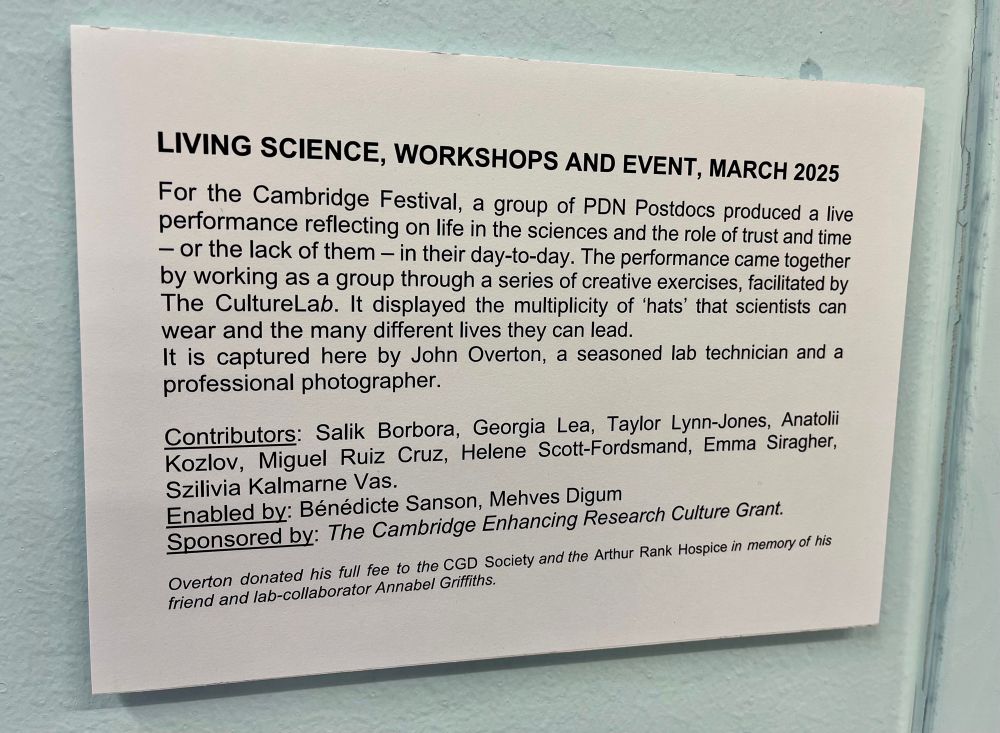 LIVING SCIENCE, WORKSHOPS AND EVENT, MARCH 2025
For the Cambridge Festival, a group of PDN Postdocs produced a live
performance reflecting on life in the sciences and the role of trust and time
– or the lack of them – in their day-to-day. The performance came together
by working as a group through a series of creative exercises, facilitated by
The CultureLab. It displayed the multiplicity of ‘hats’ that scientists can
wear and the many different lives they can lead.
It is captured here by John Overton, a seasoned lab technician and a
professional photographer.
Contributors: Salik Borbora, Georgia Lea, Taylor Lynn-Jones, Anatolii
Kozlov, Miguel Ruiz Cruz, Helene Scott-Fordsmand, Emma Siragher,
Szilivia Kalmarne Vas.
Enabled by: Bénédicte Sanson, Mehves Digum
Sponsored by: The Cambridge Enhancing Research Culture Grant.
Overton donated his full fee to the CGD Society and the Arthur Rank Hospice in memory of his
friend and lab-collaborator Annabel Griffiths.